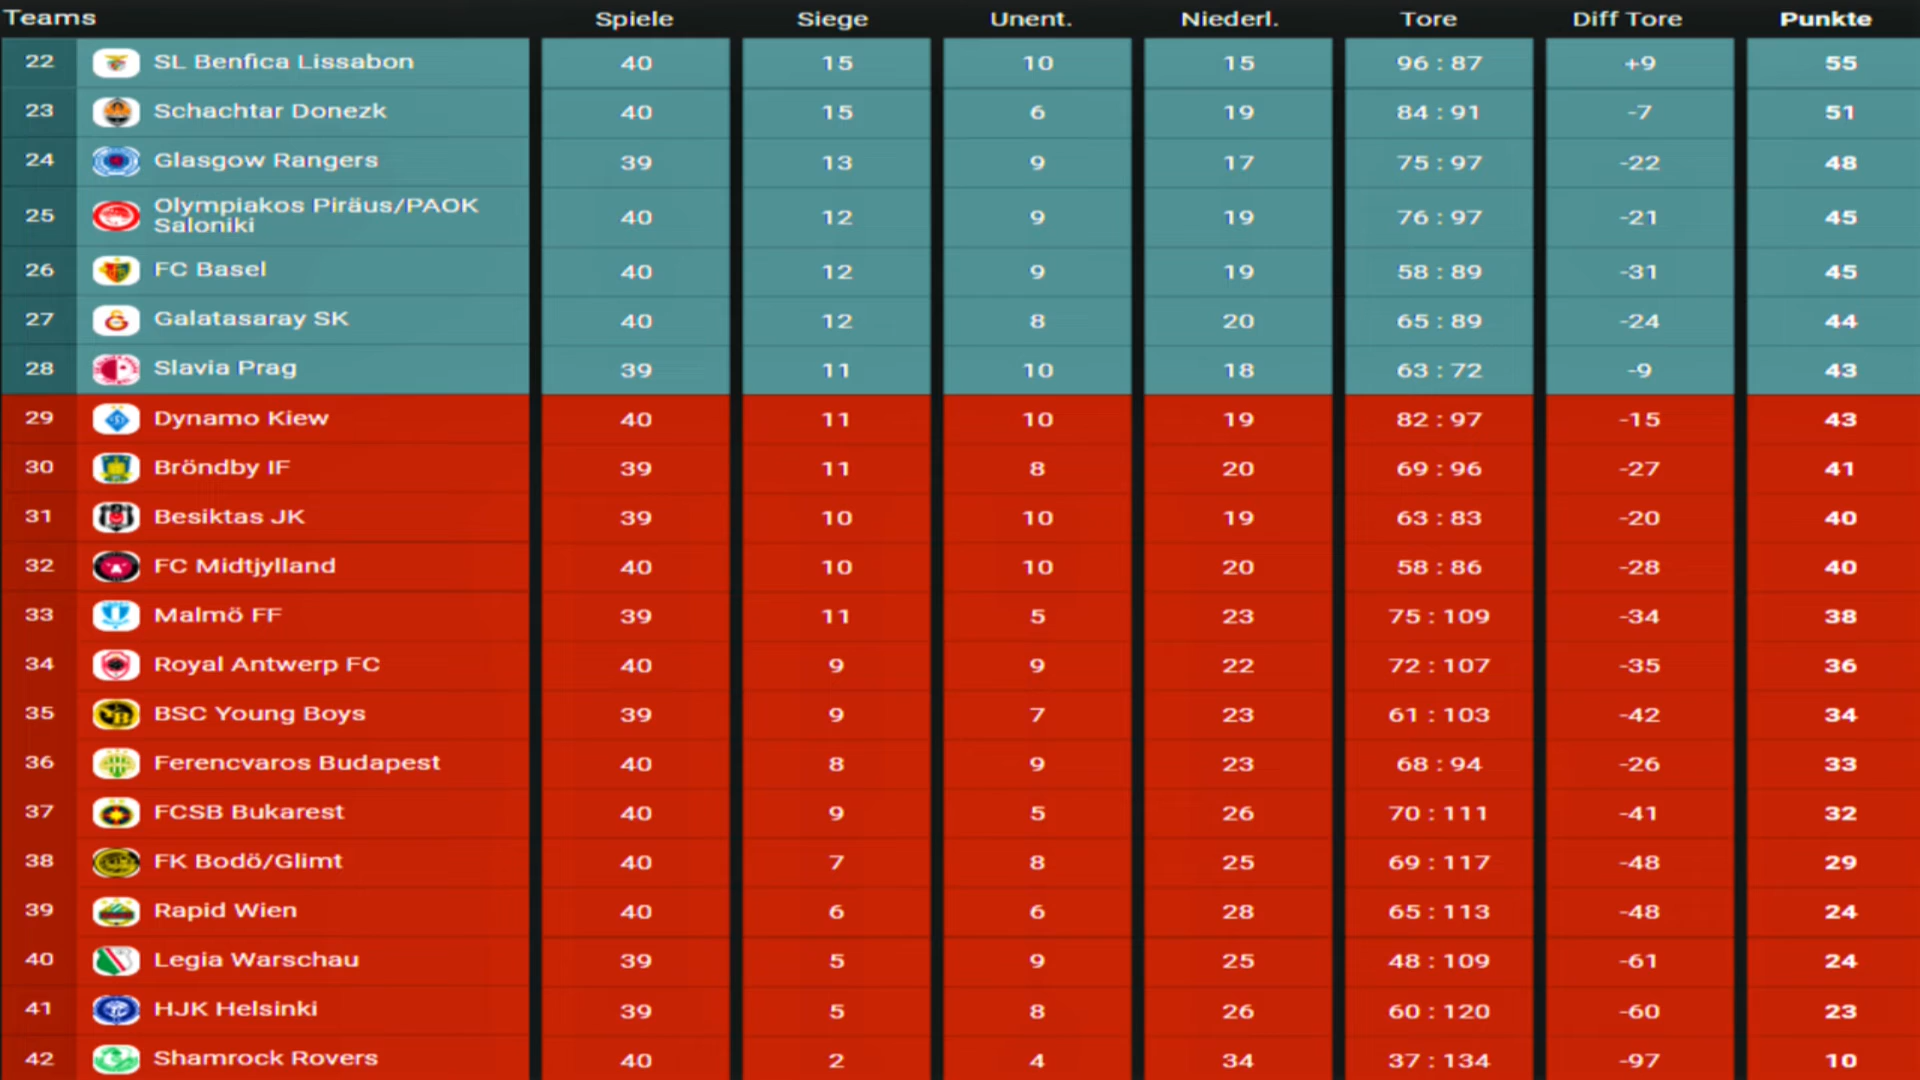 Teams Spiele Siege Unent. Niederl. Tore Diff Tore Punkte
22 SL Benfica Lissabon 40 15 10 15 96 : 87 +9 55
23 Schachtar Donezk 40 15 6 19 84 : 91 -7 51
24 Glasgow Rangers 39 13 9 17 75 : 97 -22 48
25 Olympiakos Piräus/PAOK
Saloniki 40 12 9 19 76 : 97 -21 45
26 FC Basel 40 12 9 19 58 : 89 -31 45
27 Galatasaray SK 40 12 8 20 65 : 89 -24 44
28 Slavia Prag 39 11 10 18 63 : 72 -9 43
29 Dynamo Kiew 40 11 10 19 82 : 97 -15 43
30 Bröndby IF 39 11 8 20 69 : 96 -27 41
31 Besiktas JK 39 10 10 19 63 : 83 -20 40
32 FC Midtjylland 40 10 10 20 58 : 86 -28 40
33 Malmö FF 39 11 5 23 75 : 109 -34 38
34 Royal Antwerp FC 40 9 9 22 72 : 107 -35 36
35 BSC Young Boys 39 9 7 23 61 : 103 -42 34
36 Ferencvaros Budapest 40 8 9 23 68 : 94 -26 33
37 FCSB Bukarest 40 9 5 26 70 : 111 -41 32
38 FK Bodö/Glimt 40 7 8 25 69 : 117 -48 29
39 Rapid Wien 40 6 6 28 65 : 113 -48 24
40 Legia Warschau 39 5 9 25 48 : 109 -61 24
41 HJK Helsinki 39 5 8 26 60 : 120 -60 23
42 Shamrock Rovers 40 2 4 34 37 : 134 -97 10